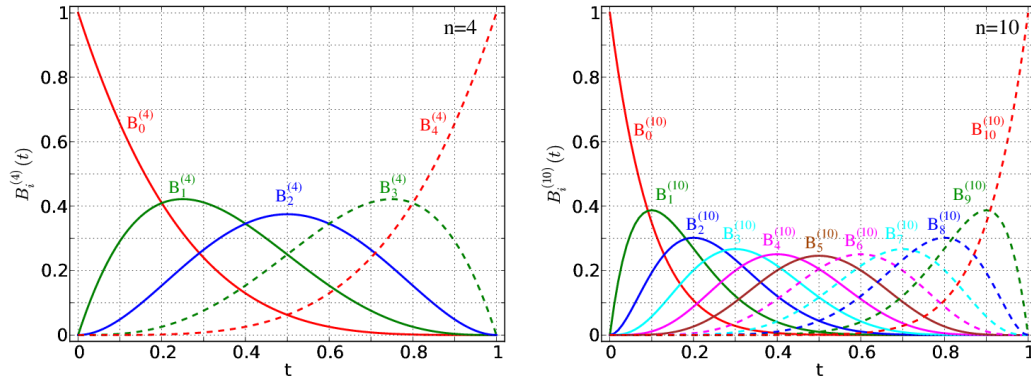 n=4
1
0.8
0.6
0.4
0.2
0
B_i^{(4)}(t)
B_0^{(4)}
B_1^{(4)}
B_2^{(4)}
B_3^{(4)}
B_4^{(4)}
0 0.2 0.4 0.6 0.8 1
t
n=10
1
0.8
0.6
0.4
0.2
0
B_i^{(10)}(t)
B_0^{(10)}
B_1^{(10)}
B_2^{(10)}
B_3^{(10)}
B_4^{(10)}
B_5^{(10)}
B_6^{(10)}
B_7^{(10)}
B_8^{(10)}
B_9^{(10)}
B_10^{(10)}
0 0.2 0.4 0.6 0.8 1
t